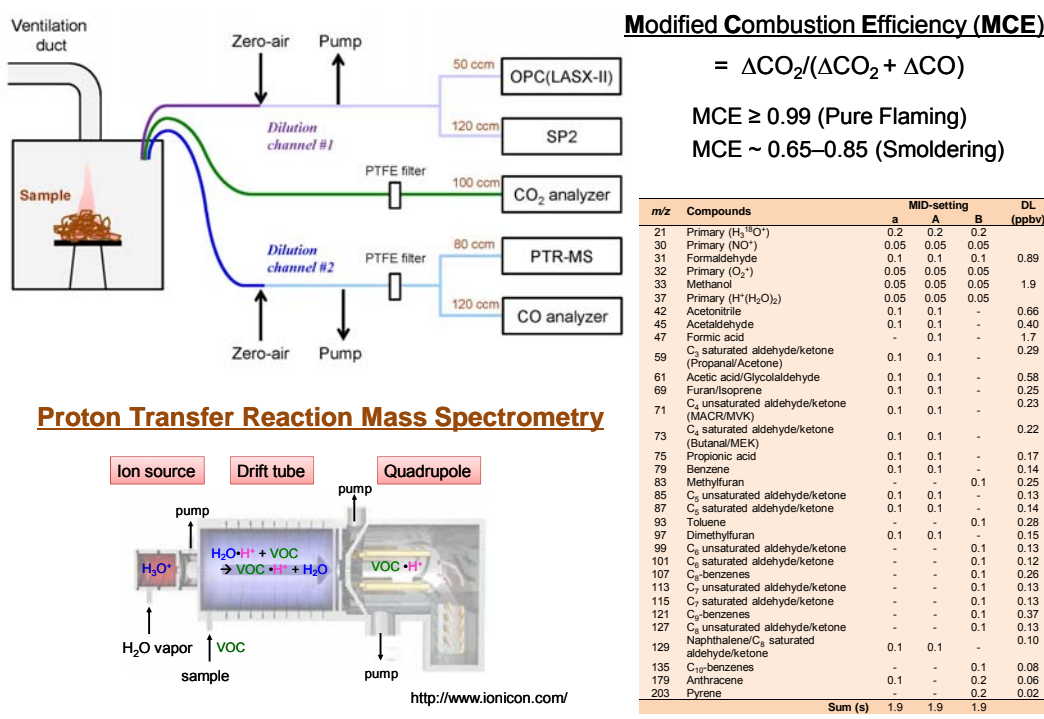 Ventilation
duct
Zero-air
Pump
50 ccm
OPC(LASX-II)
Dilution
channel #1
120 ccm
SP2
PTFE filter
Sample
100 ccm
CO₂ analyzer
Dilution
channel #2
PTFE filter
80 ccm
PTR-MS
120 ccm
CO analyzer
Zero-air
Pump
Modified Combustion Efficiency (MCE)
= ΔCO₂/(ΔCO₂ + ΔCO)
MCE ≥ 0.99 (Pure Flaming)
MCE ~ 0.65–0.85 (Smoldering)
Proton Transfer Reaction Mass Spectrometry
Ion source
Drift tube
Quadrupole
pump
pump
H₂O•H⁺ + VOC
→ VOC •H⁺ + H₂O
H₃O⁺
VOC •H⁺
H₂O vapor
VOC
sample
pump
http://www.ionicon.com/
m/z Compounds MID-setting DL
a A B (ppbv)
21 Primary (H₃¹⁸O⁺) 0.2 0.2 0.2
30 Primary (NO⁺) 0.05 0.05 0.05
31 Formaldehyde 0.1 0.1 0.1 0.89
32 Primary (O₂⁺) 0.05 0.05 0.05
33 Methanol 0.05 0.05 0.05 1.9
37 Primary (H⁺(H₂O)₂) 0.05 0.05 0.05
42 Acetonitrile 0.1 0.1 - 0.66
45 Acetaldehyde 0.1 0.1 - 0.40
47 Formic acid - 0.1 - 1.7
59 C₃ saturated aldehyde/ketone 0.1 0.1 - 0.29
(Propanal/Acetone)
61 Acetic acid/Glycolaldehyde 0.1 0.1 - 0.58
69 Furan/Isoprene 0.1 0.1 - 0.25
71 C₄ unsaturated aldehyde/ketone 0.1 0.1 - 0.23
(MACR/MVK)
73 C₄ saturated aldehyde/ketone 0.1 0.1 - 0.22
(Butanal/MEK)
75 Propionic acid 0.1 0.1 - 0.17
79 Benzene 0.1 0.1 - 0.14
83 Methylfuran - - 0.1 0.25
85 C₅ unsaturated aldehyde/ketone 0.1 0.1 - 0.13
87 C₅ saturated aldehyde/ketone 0.1 0.1 - 0.14
93 Toluene - - 0.1 0.28
97 Dimethylfuran 0.1 0.1 - 0.15
99 C₆ unsaturated aldehyde/ketone - - 0.1 0.13
101 C₆ saturated aldehyde/ketone - - 0.1 0.12
107 C₈-benzenes - - 0.1 0.26
113 C₇ unsaturated aldehyde/ketone - - 0.1 0.13
115 C₇ saturated aldehyde/ketone - - 0.1 0.13
121 C₉-benzenes - - 0.1 0.37
127 C₈ unsaturated aldehyde/ketone - - 0.1 0.13
129 Naphthalene/C₈ saturated 0.1 0.1 - 0.10
aldehyde/ketone
135 C₁₀-benzenes - - 0.1 0.08
179 Anthracene 0.1 - 0.2 0.06
203 Pyrene - - 0.2 0.02
Sum (s) 1.9 1.9 1.9